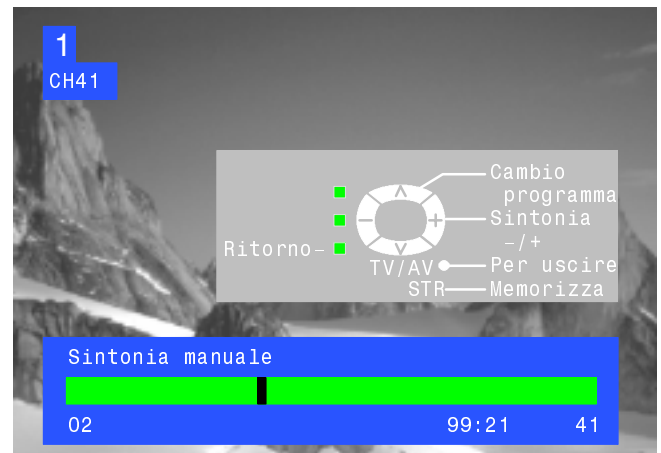 1
CH41
Cambio
programma
Sintonia
-/+
Ritorno
TV/AV Per uscire
STR Memorizza
Sintonia manuale
02 99:21 41